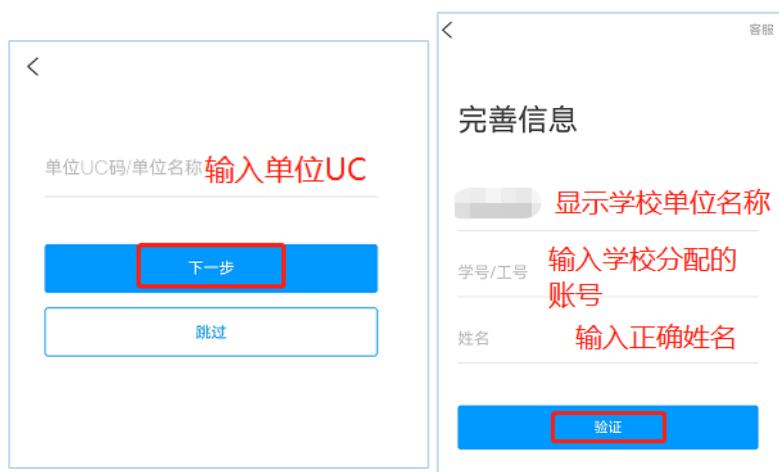 单位UC码/单位名称 输入单位UC
下一步
跳过
客服
完善信息
显示学校单位名称
学号/工号 输入学校分配的
账号
姓名 输入正确姓名
验证